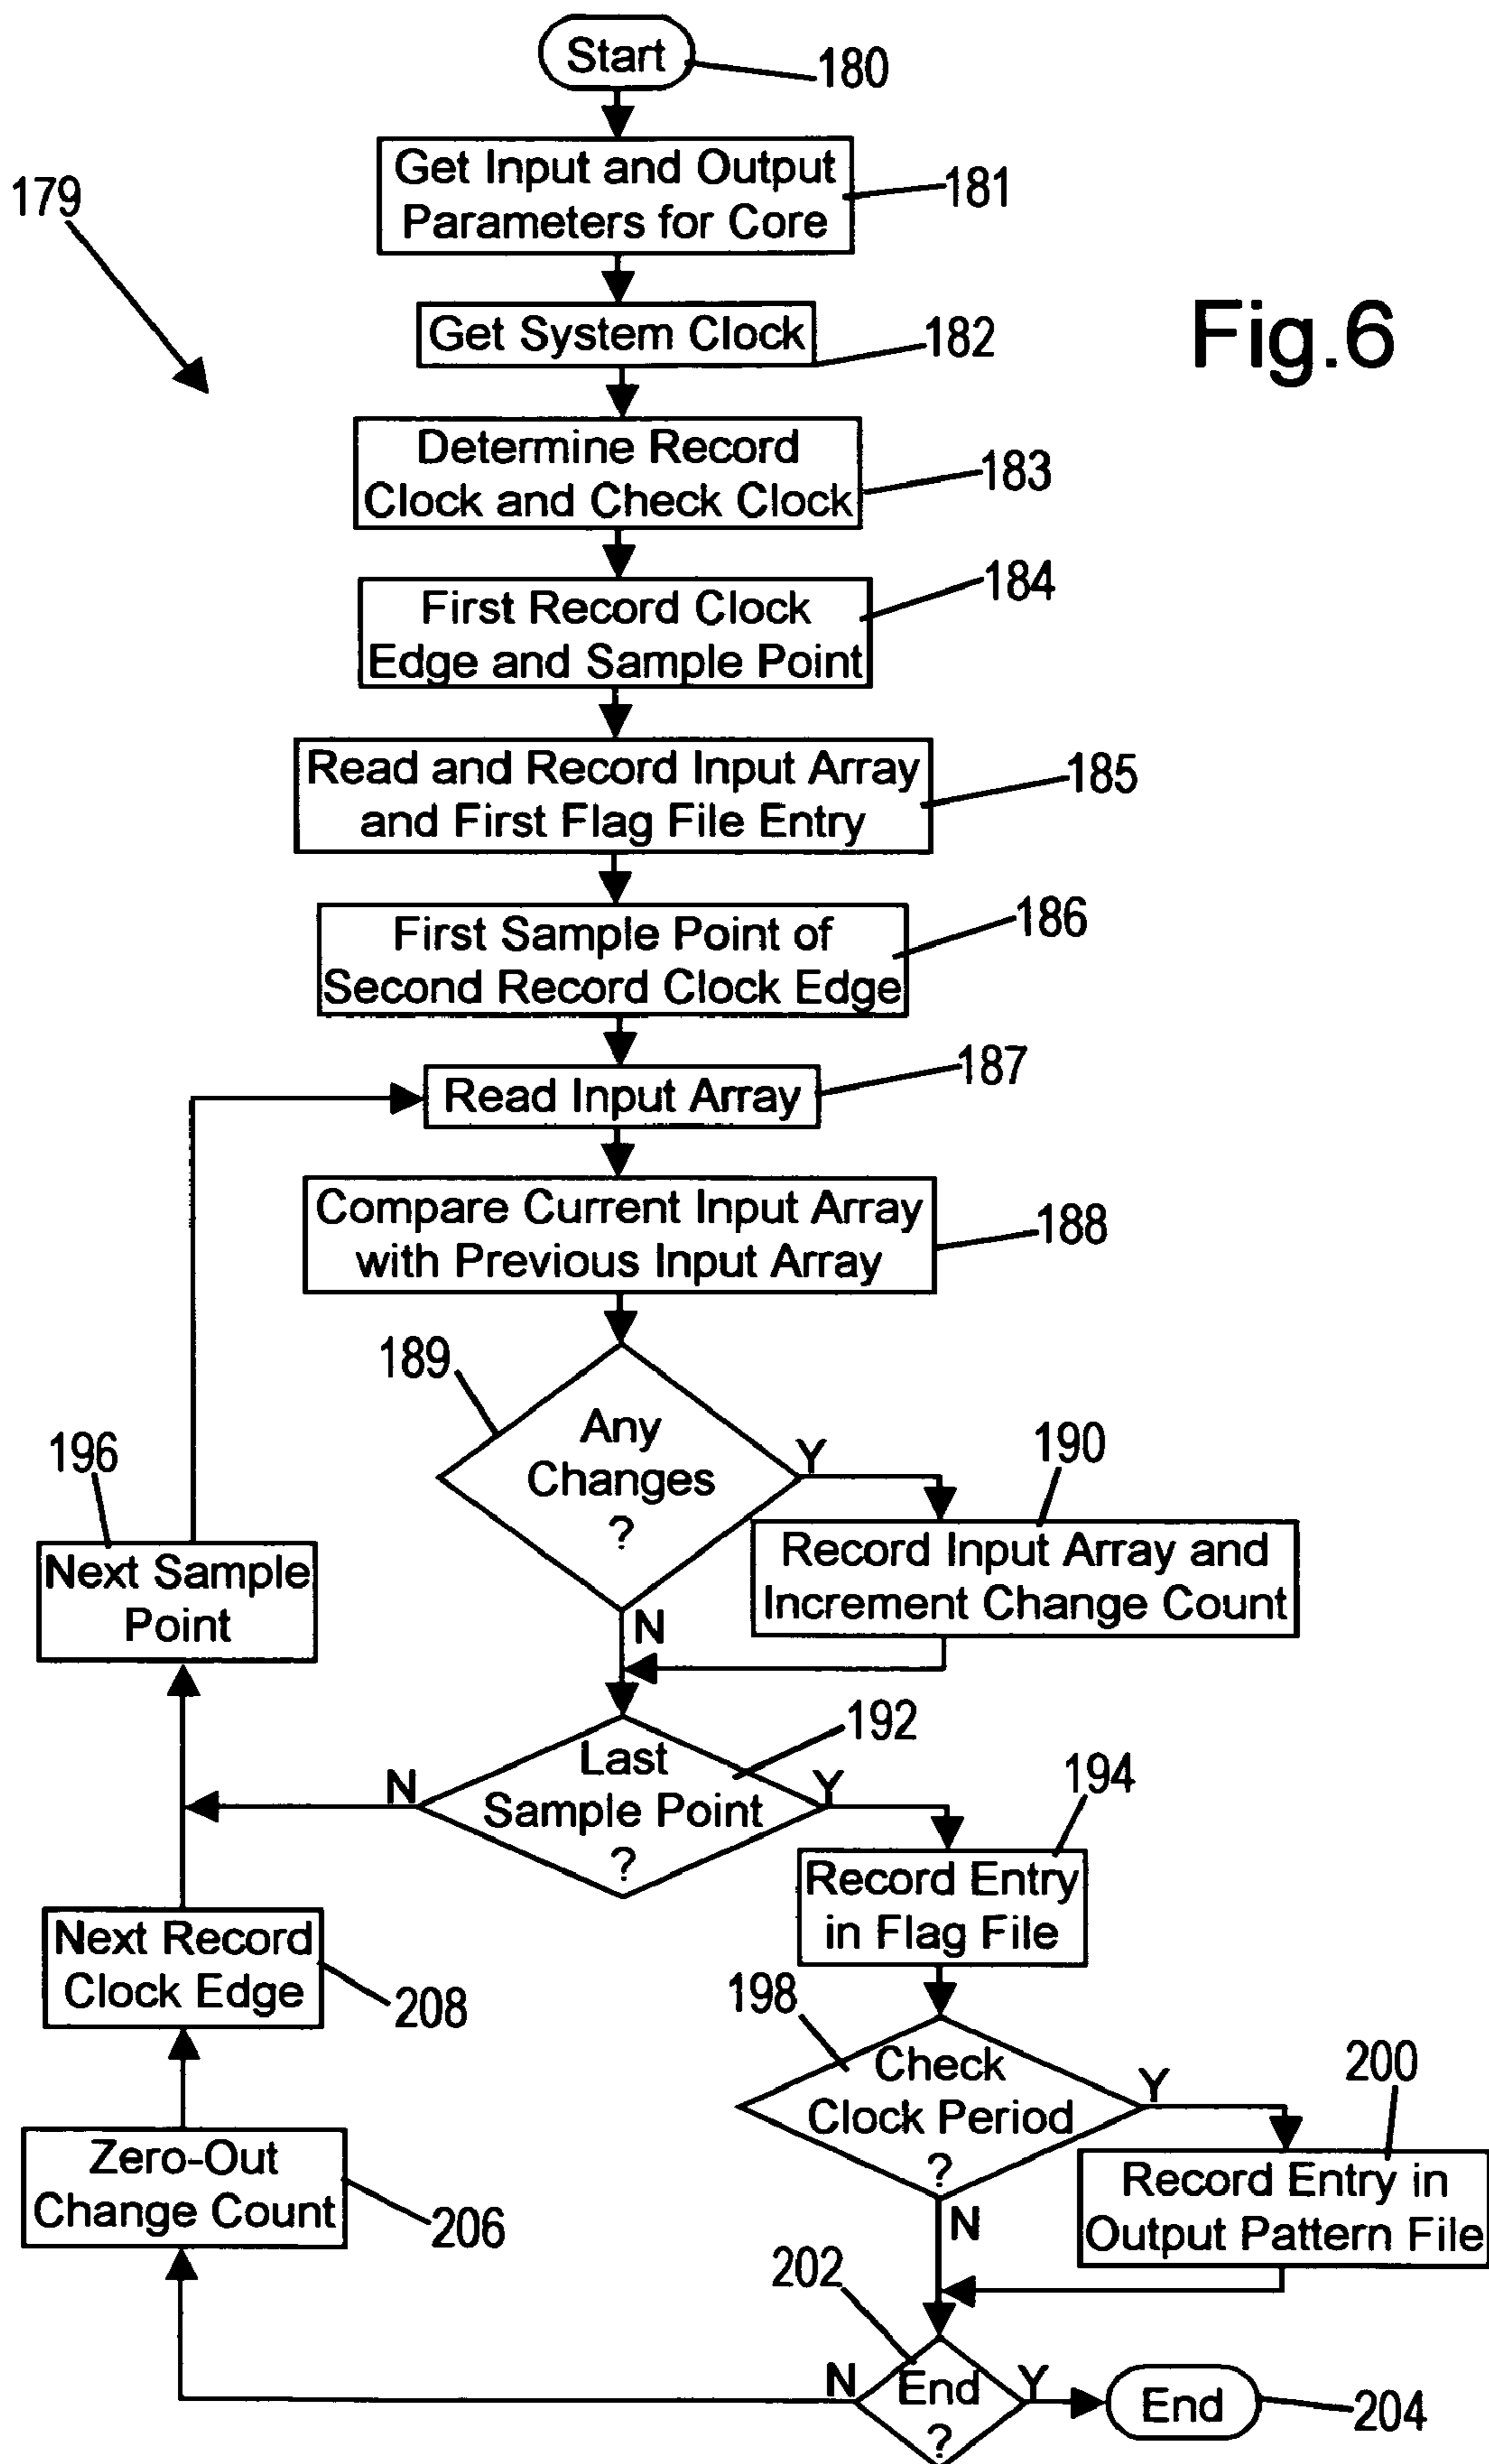 Start
180
179
Get Input and Output
Parameters for Core
181
Fig.6
Get System Clock
182
Determine Record
Clock and Check Clock
183
First Record Clock
Edge and Sample Point
184
Read and Record Input Array
and First Flag File Entry
185
First Sample Point of
Second Record Clock Edge
186
Read Input Array
187
Compare Current Input Array
with Previous Input Array
188
189
Any
Changes
?
Y
N
190
Record Input Array and
Increment Change Count
196
Next Sample
Point
192
Last
Sample Point
?
N
Y
194
Record Entry
in Flag File
Next Record
Clock Edge
208
198
Check
Clock Period
?
Y
N
200
Record Entry in
Output Pattern File
Zero-Out
Change Count
206
202
N
End
?
Y
End
204